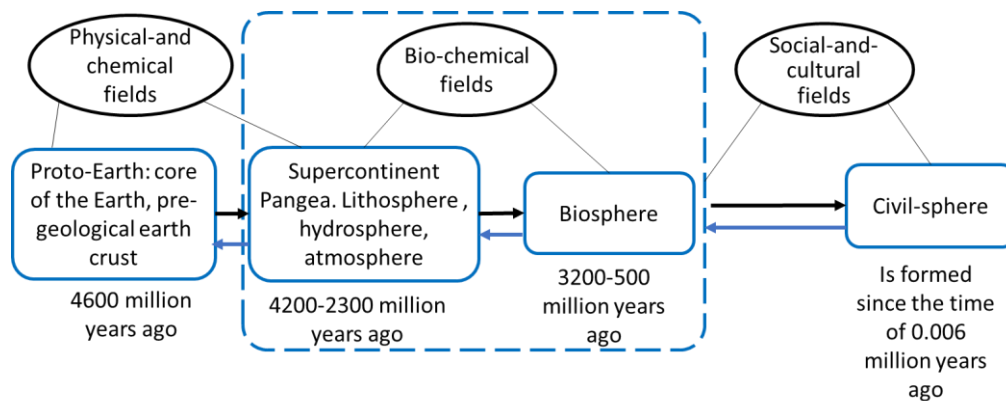 Physical-and
chemical
fields
Bio-chemical
fields
Social-and-
cultural
fields
Proto-Earth: core
of the Earth, pre-
geological earth
crust
Supercontinent
Pangea. Lithosphere ,
hydrosphere,
atmosphere
Biosphere
Civil-sphere
4600 million
years ago
4200-2300 million
years ago
3200-500
million years
ago
Is formed
since the time
of 0.006
million years
ago